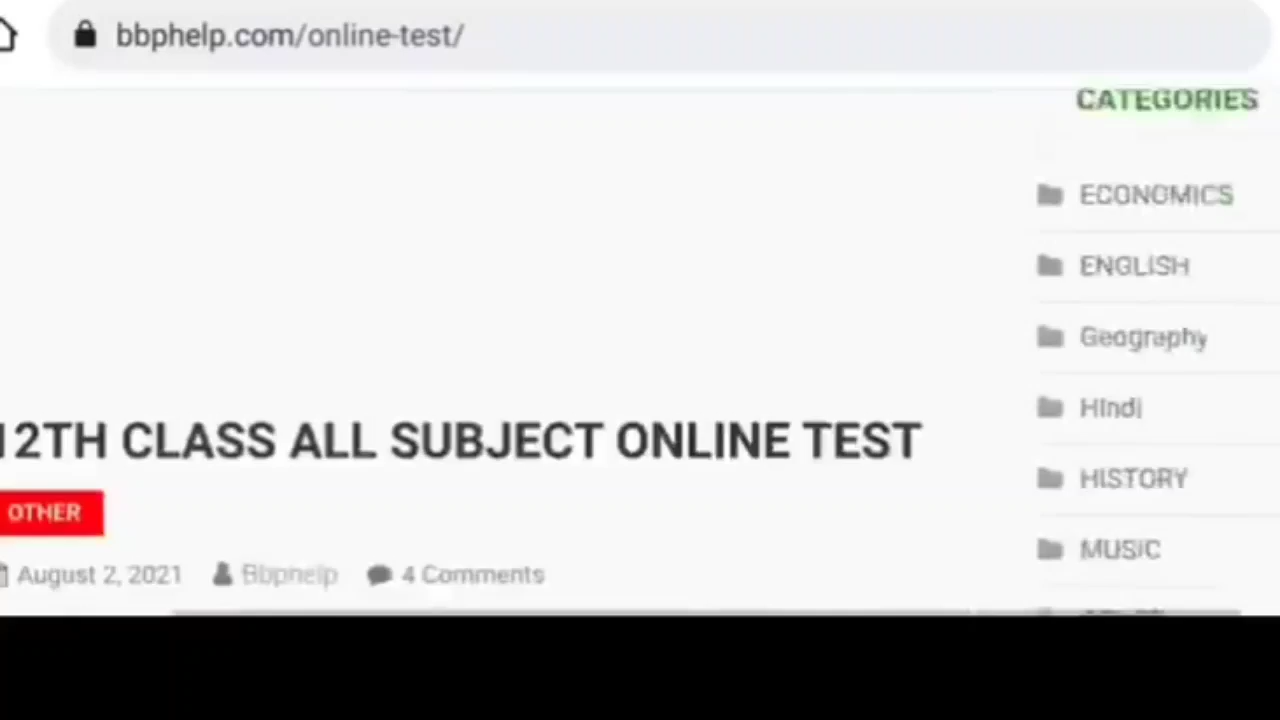 bbphelp.com/online-test/
CATEGORIES
ECONOMICS
ENGLISH
Geography
Hindi
HISTORY
MUSIC
12TH CLASS ALL SUBJECT ONLINE TEST
OTHER
August 2, 2021 Bbphelp 4 Comments